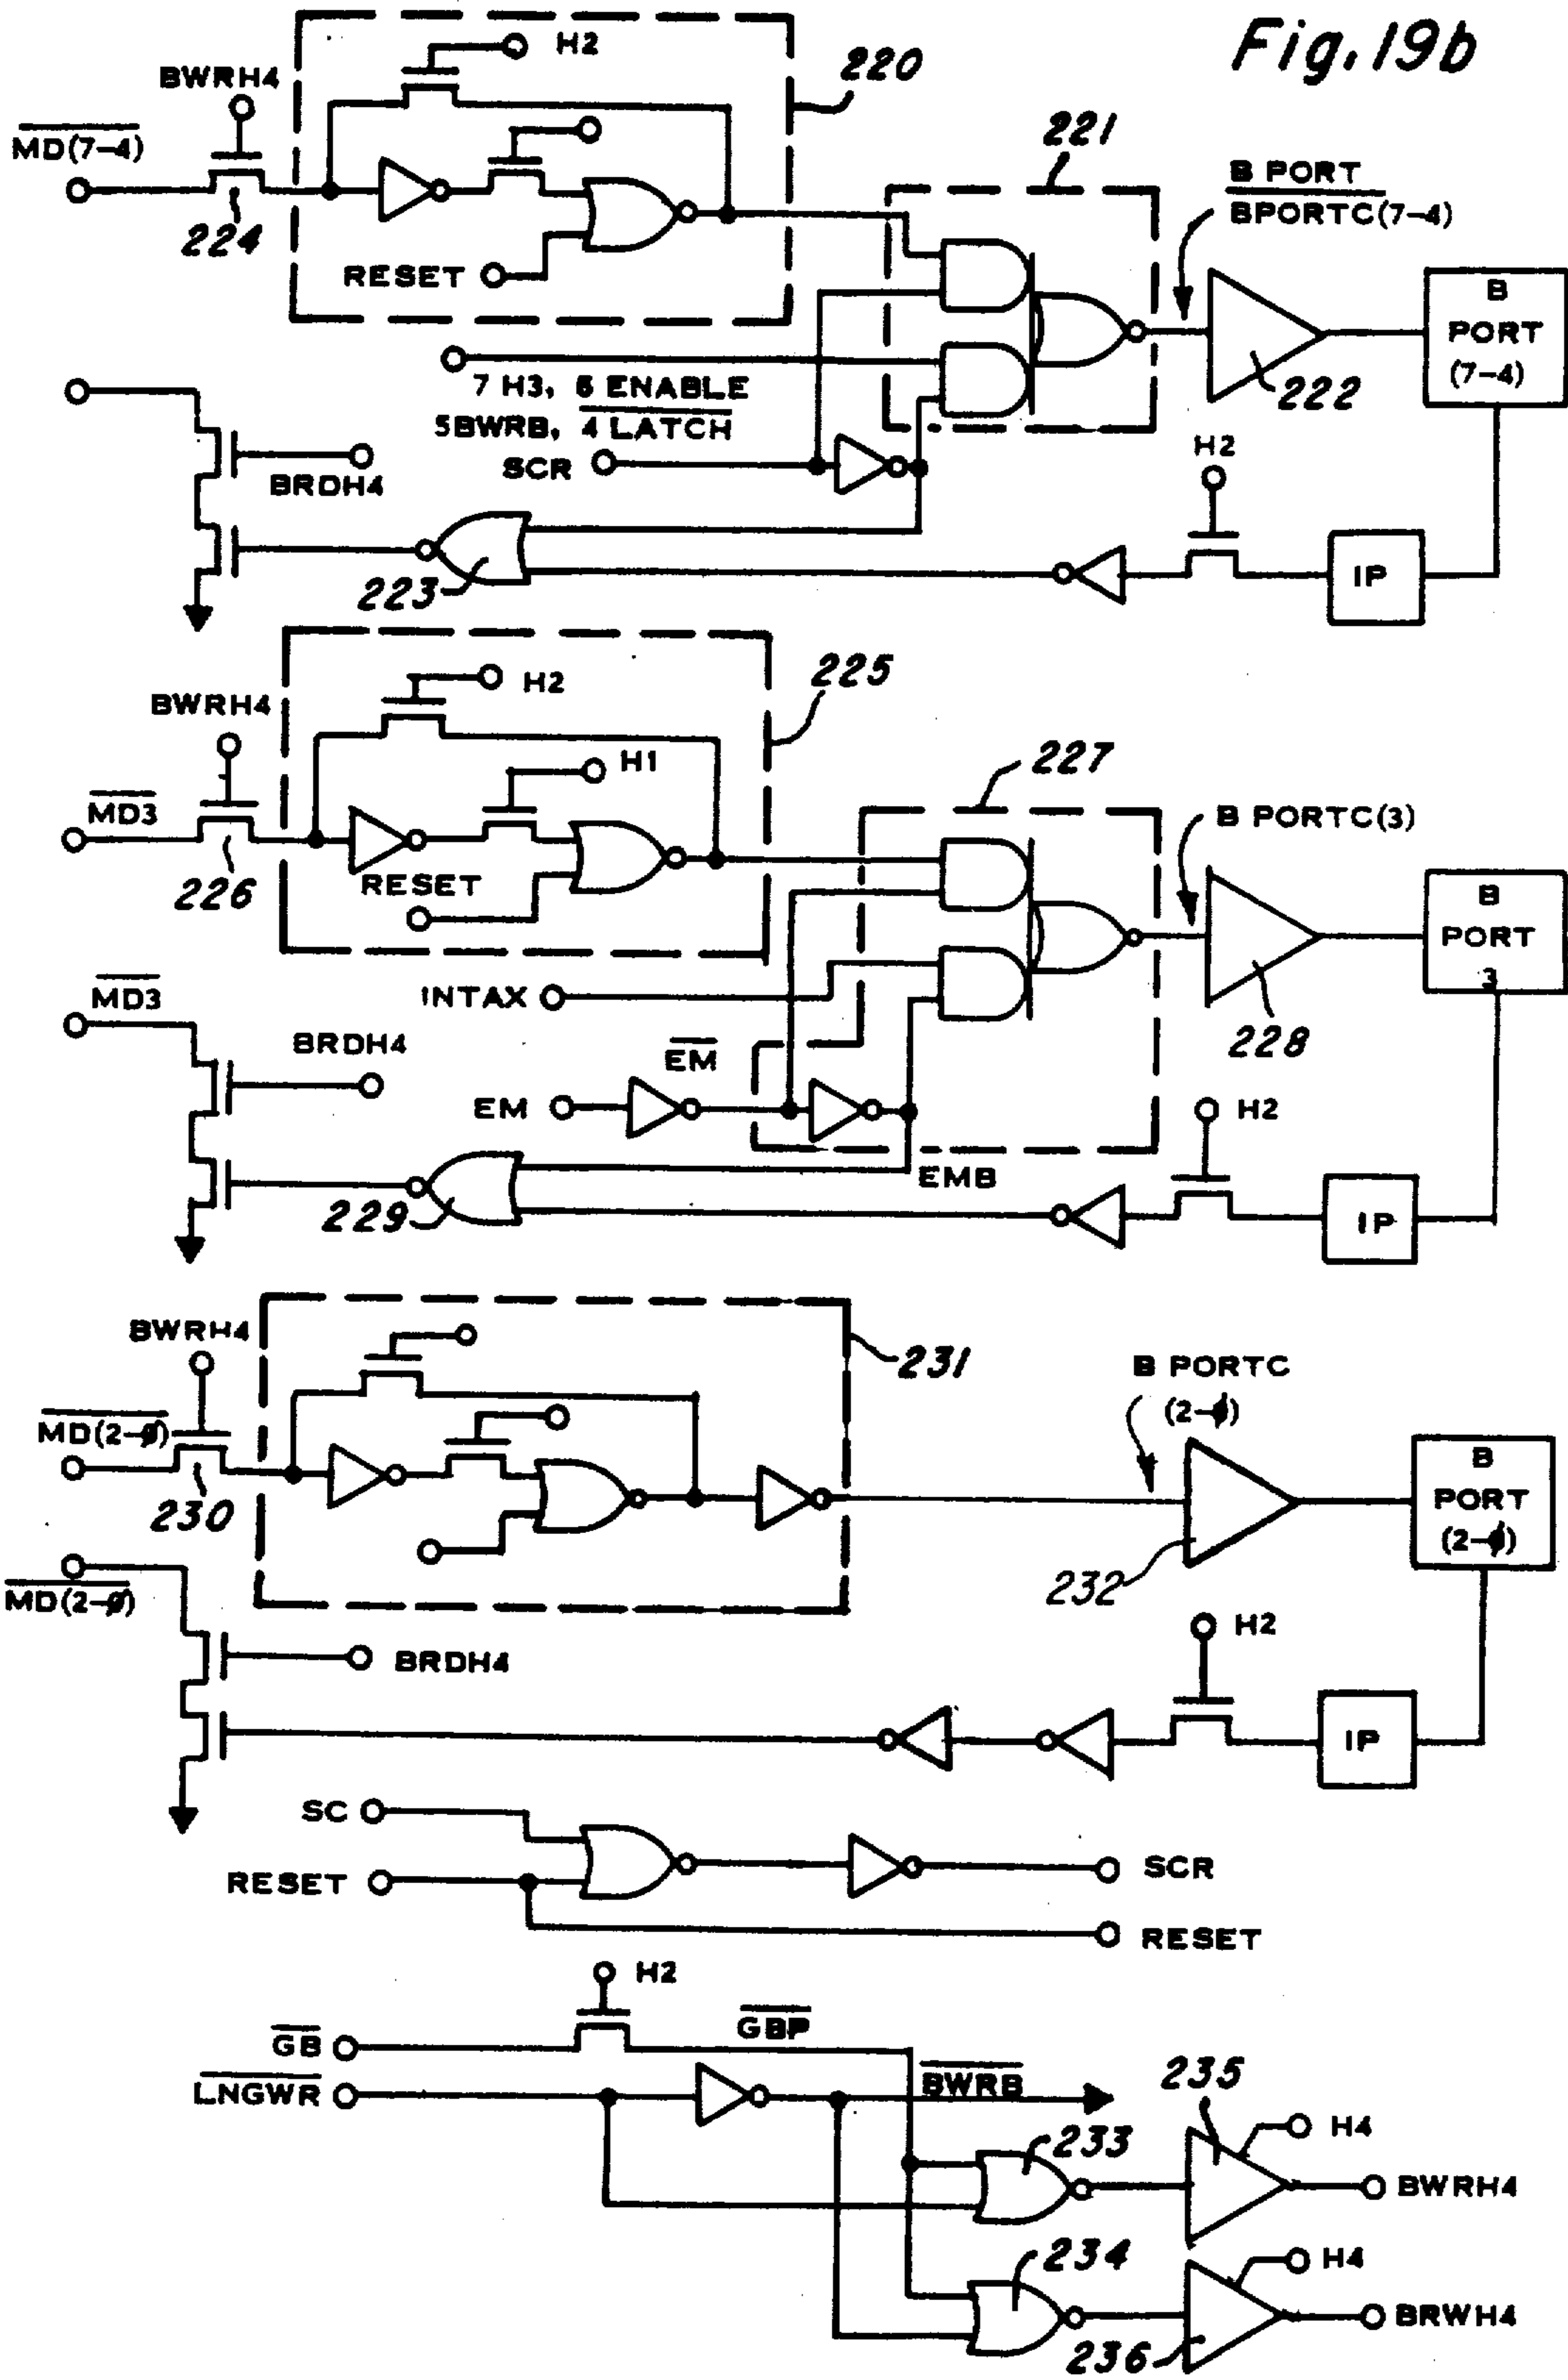 Fig. 19b
H2
220
BWRH4
MD(7-4)
224
RESET
221
B PORT
BPORTC(7-4)
B
PORT
(7-4)
222
7 H3, 6 ENABLE
5BWRB, 4 LATCH
SCR
BRDH4
H2
223
IP
225
H2
BWRH4
H1
227
MD3
B PORTC(3)
226
RESET
B
PORT
3
MD3
INTAX
228
BRDH4
EM
EM
H2
EMB
229
IP
BWRH4
231
B PORTC
(2-0)
MD(2-0)
B
PORT
(2-0)
230
232
MD(2-0)
H2
BRDH4
IP
SC
SCR
RESET
RESET
H2
GB
GBP
LNGWR
BWRB
235
233
H4
BWRH4
234
H4
BRWH4
236